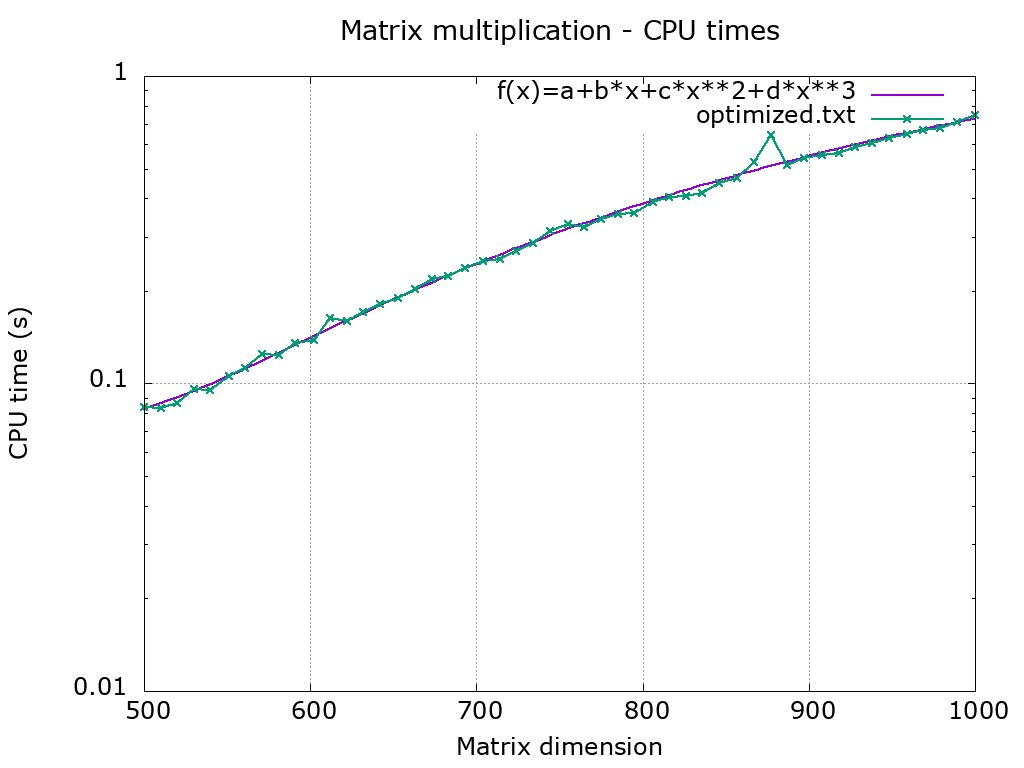 Matrix multiplication - CPU times
f(x)=a+b*x+c*x**2+d*x**3
optimized.txt
1
0.1
0.01
CPU time (s)
500 600 700 800 900 1000
Matrix dimension